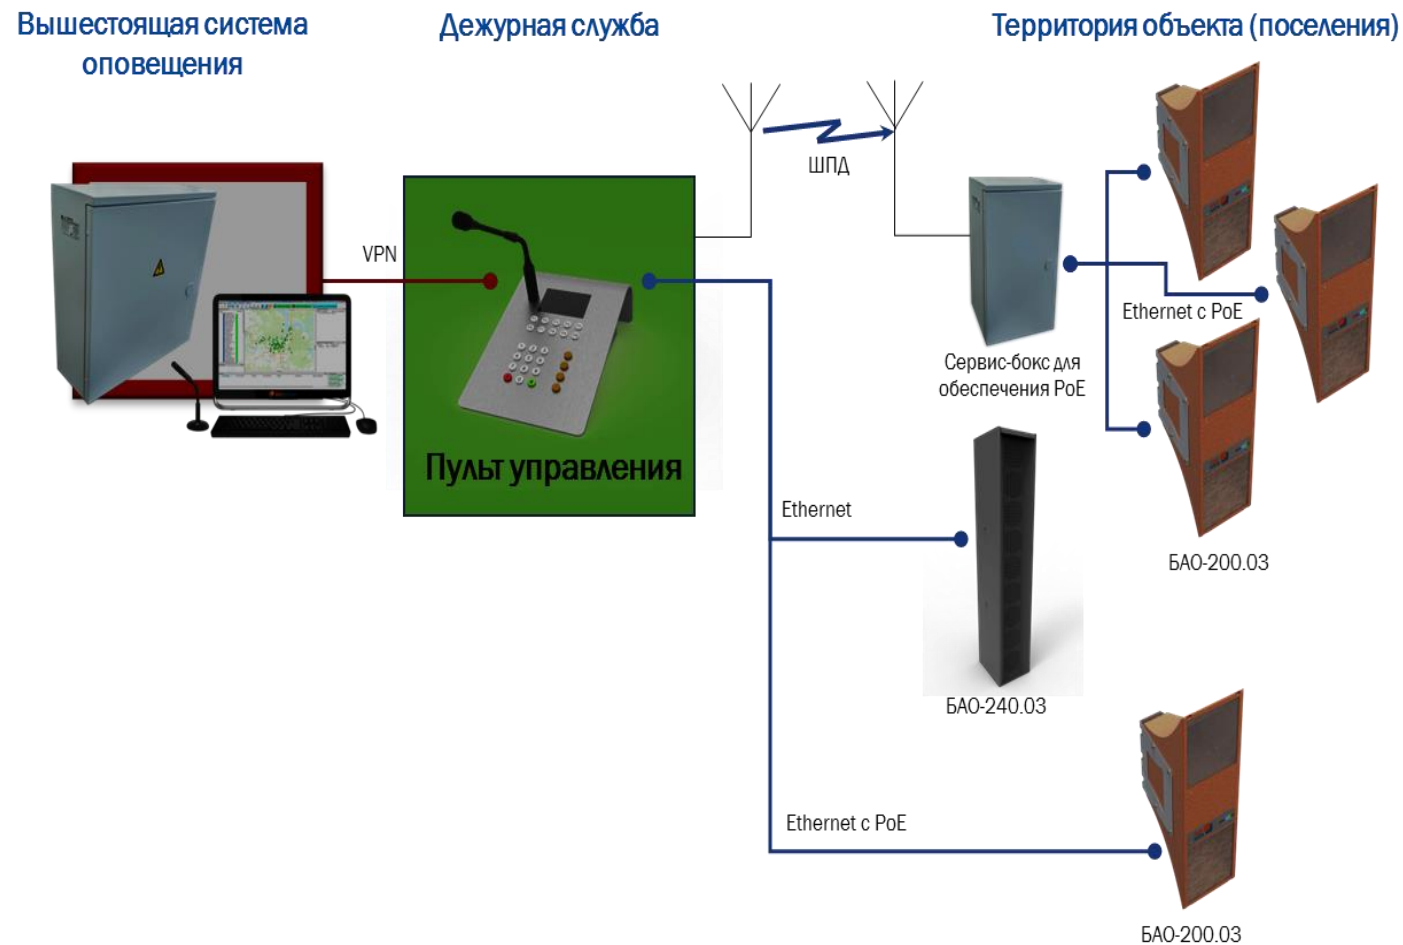 Вышестоящая система
оповещения
Дежурная служба
Территория объекта (поселения)
ШПД
VPN
Ethernet с PoE
Сервис-бокс для
обеспечения PoE
Пульт управления
Ethernet
БАО-200.03
БАО-240.03
Ethernet с PoE
БАО-200.03